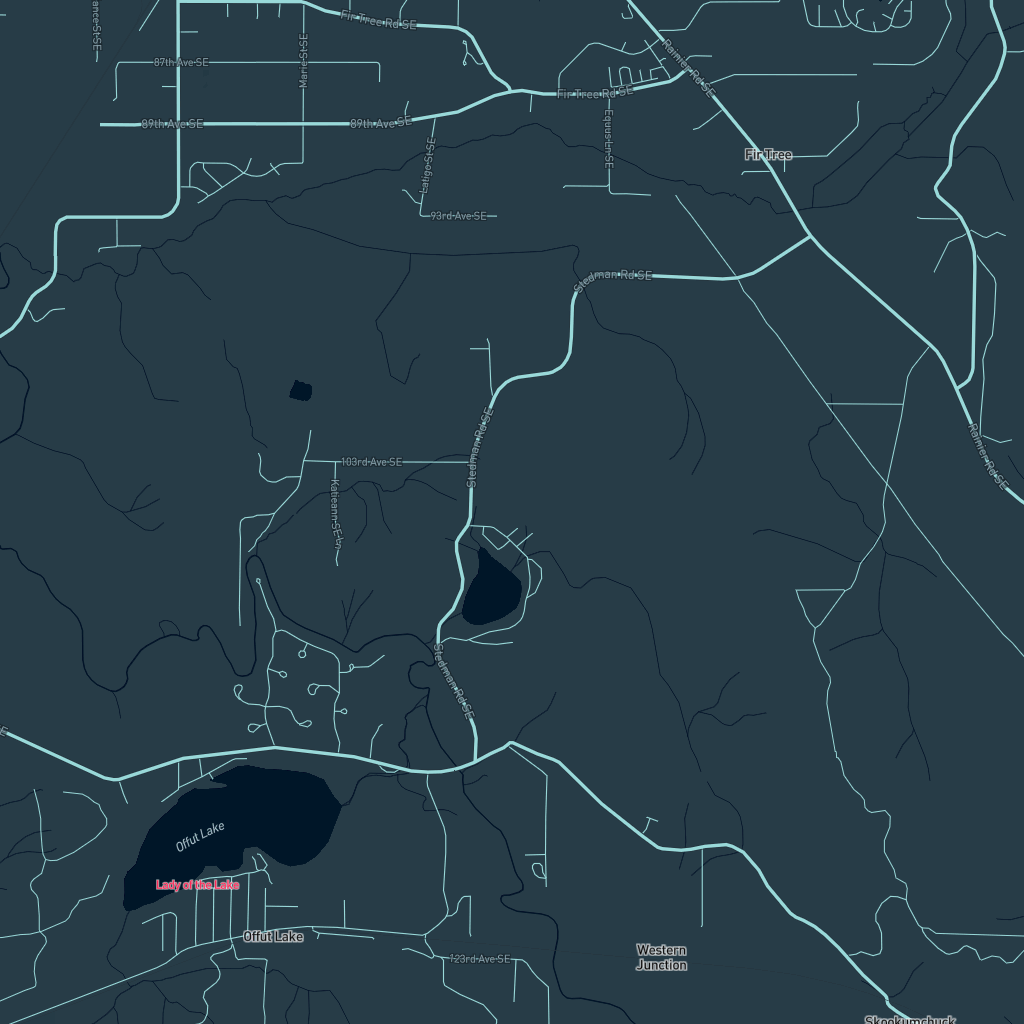 Fir Tree Rd SE
ance St SE
Marie St SE
Rainier Rd SE
87th Ave SE
Fir Tree Rd SE
89th Ave SE
89th Ave SE
Equus Ln SE
Fir Tree
Latigo St SE
93rd Ave SE
Stedman Rd SE
Stedman Rd SE
103rd Ave SE
Rainier Rd SE
Katieann SE Ln
Stedman Rd SE
SE
Offut Lake
Lady of the Lake
Offut Lake
Western
Junction
123rd Ave SE
Skookumchuck